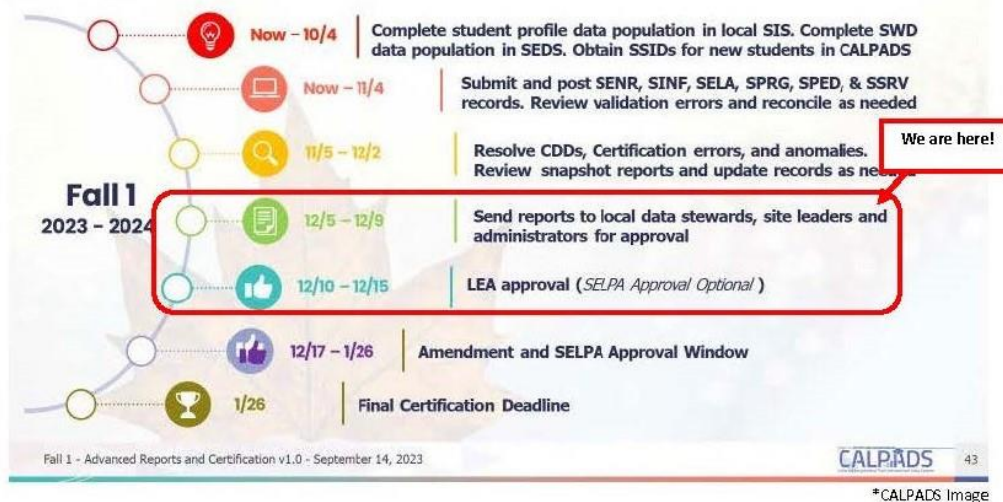 Now – 10/4
Complete student profile data population in local SIS. Complete SWD
data population in SEDS. Obtain SSIDs for new students in CALPADS
Now – 11/4
Submit and post SENR, SINF, SELA, SPRG, SPED, & SSRV
records. Review validation errors and reconcile as needed
We are here!
11/5 – 12/2
Resolve CDDs, Certification errors, and anomalies.
Review snapshot reports and update records as
Fall 1
2023 – 2024
12/5 – 12/9
Send reports to local data stewards, site leaders and
administrators for approval
12/10 – 12/15
LEA approval (SELPA Approval Optional )
12/17 – 1/26
Amendment and SELPA Approval Window
1/26
Final Certification Deadline
Fall 1 - Advanced Reports and Certification v1.0 - September 14, 2023
CALPADS
43
*CALPADS Image